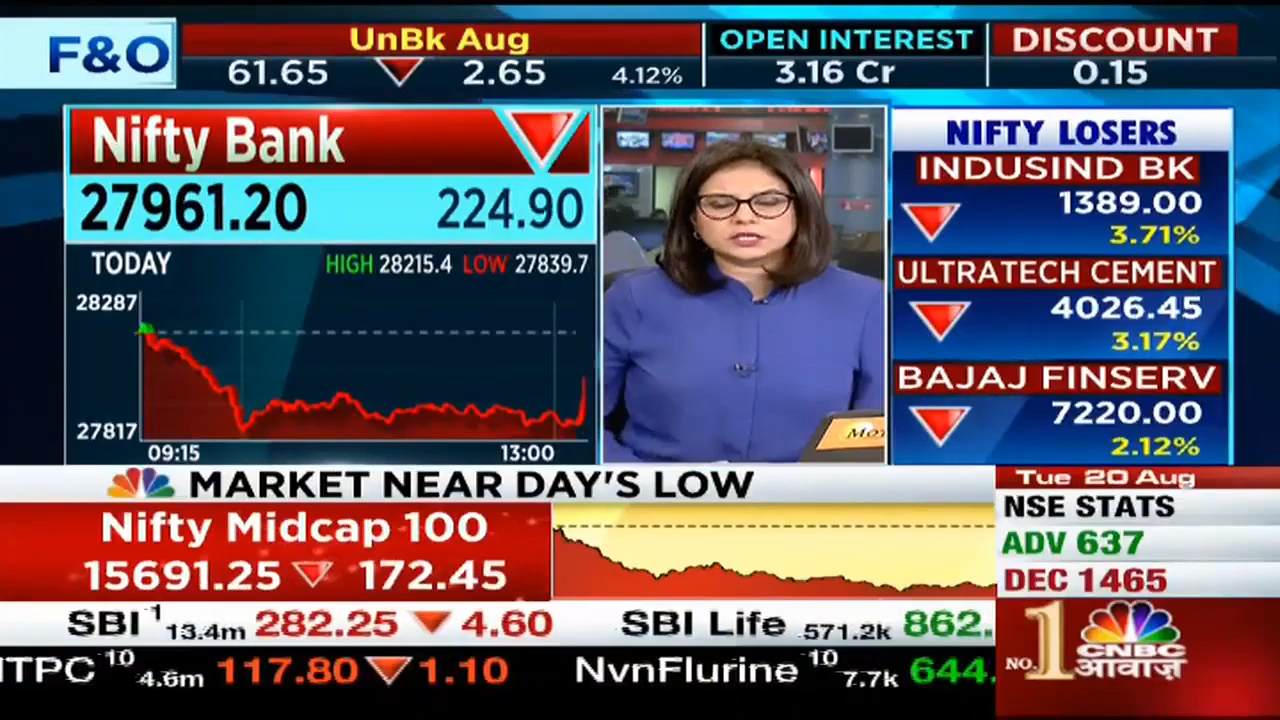 F&O
UnBk Aug
61.65 2.65 4.12%
OPEN INTEREST
3.16 Cr
DISCOUNT
0.15
Nifty Bank
27961.20 224.90
TODAY HIGH 28215.4 LOW 27839.7
28287
27817
09:15 13:00
NIFTY LOSERS
INDUSIND BK
1389.00
3.71%
ULTRATECH CEMENT
4026.45
3.17%
BAJAJ FINSERV
7220.00
2.12%
MARKET NEAR DAY'S LOW
Nifty Midcap 100
15691.25 172.45
Tue 20 Aug
NSE STATS
ADV 637
DEC 1465
SBI 1 13.4m 282.25 4.60 SBI Life 571.2k 862.
TPC 10 4.6m 117.80 1.10 NvnFlurine 10 7.7k 644.
NO. 1
CNBC
आवाज़